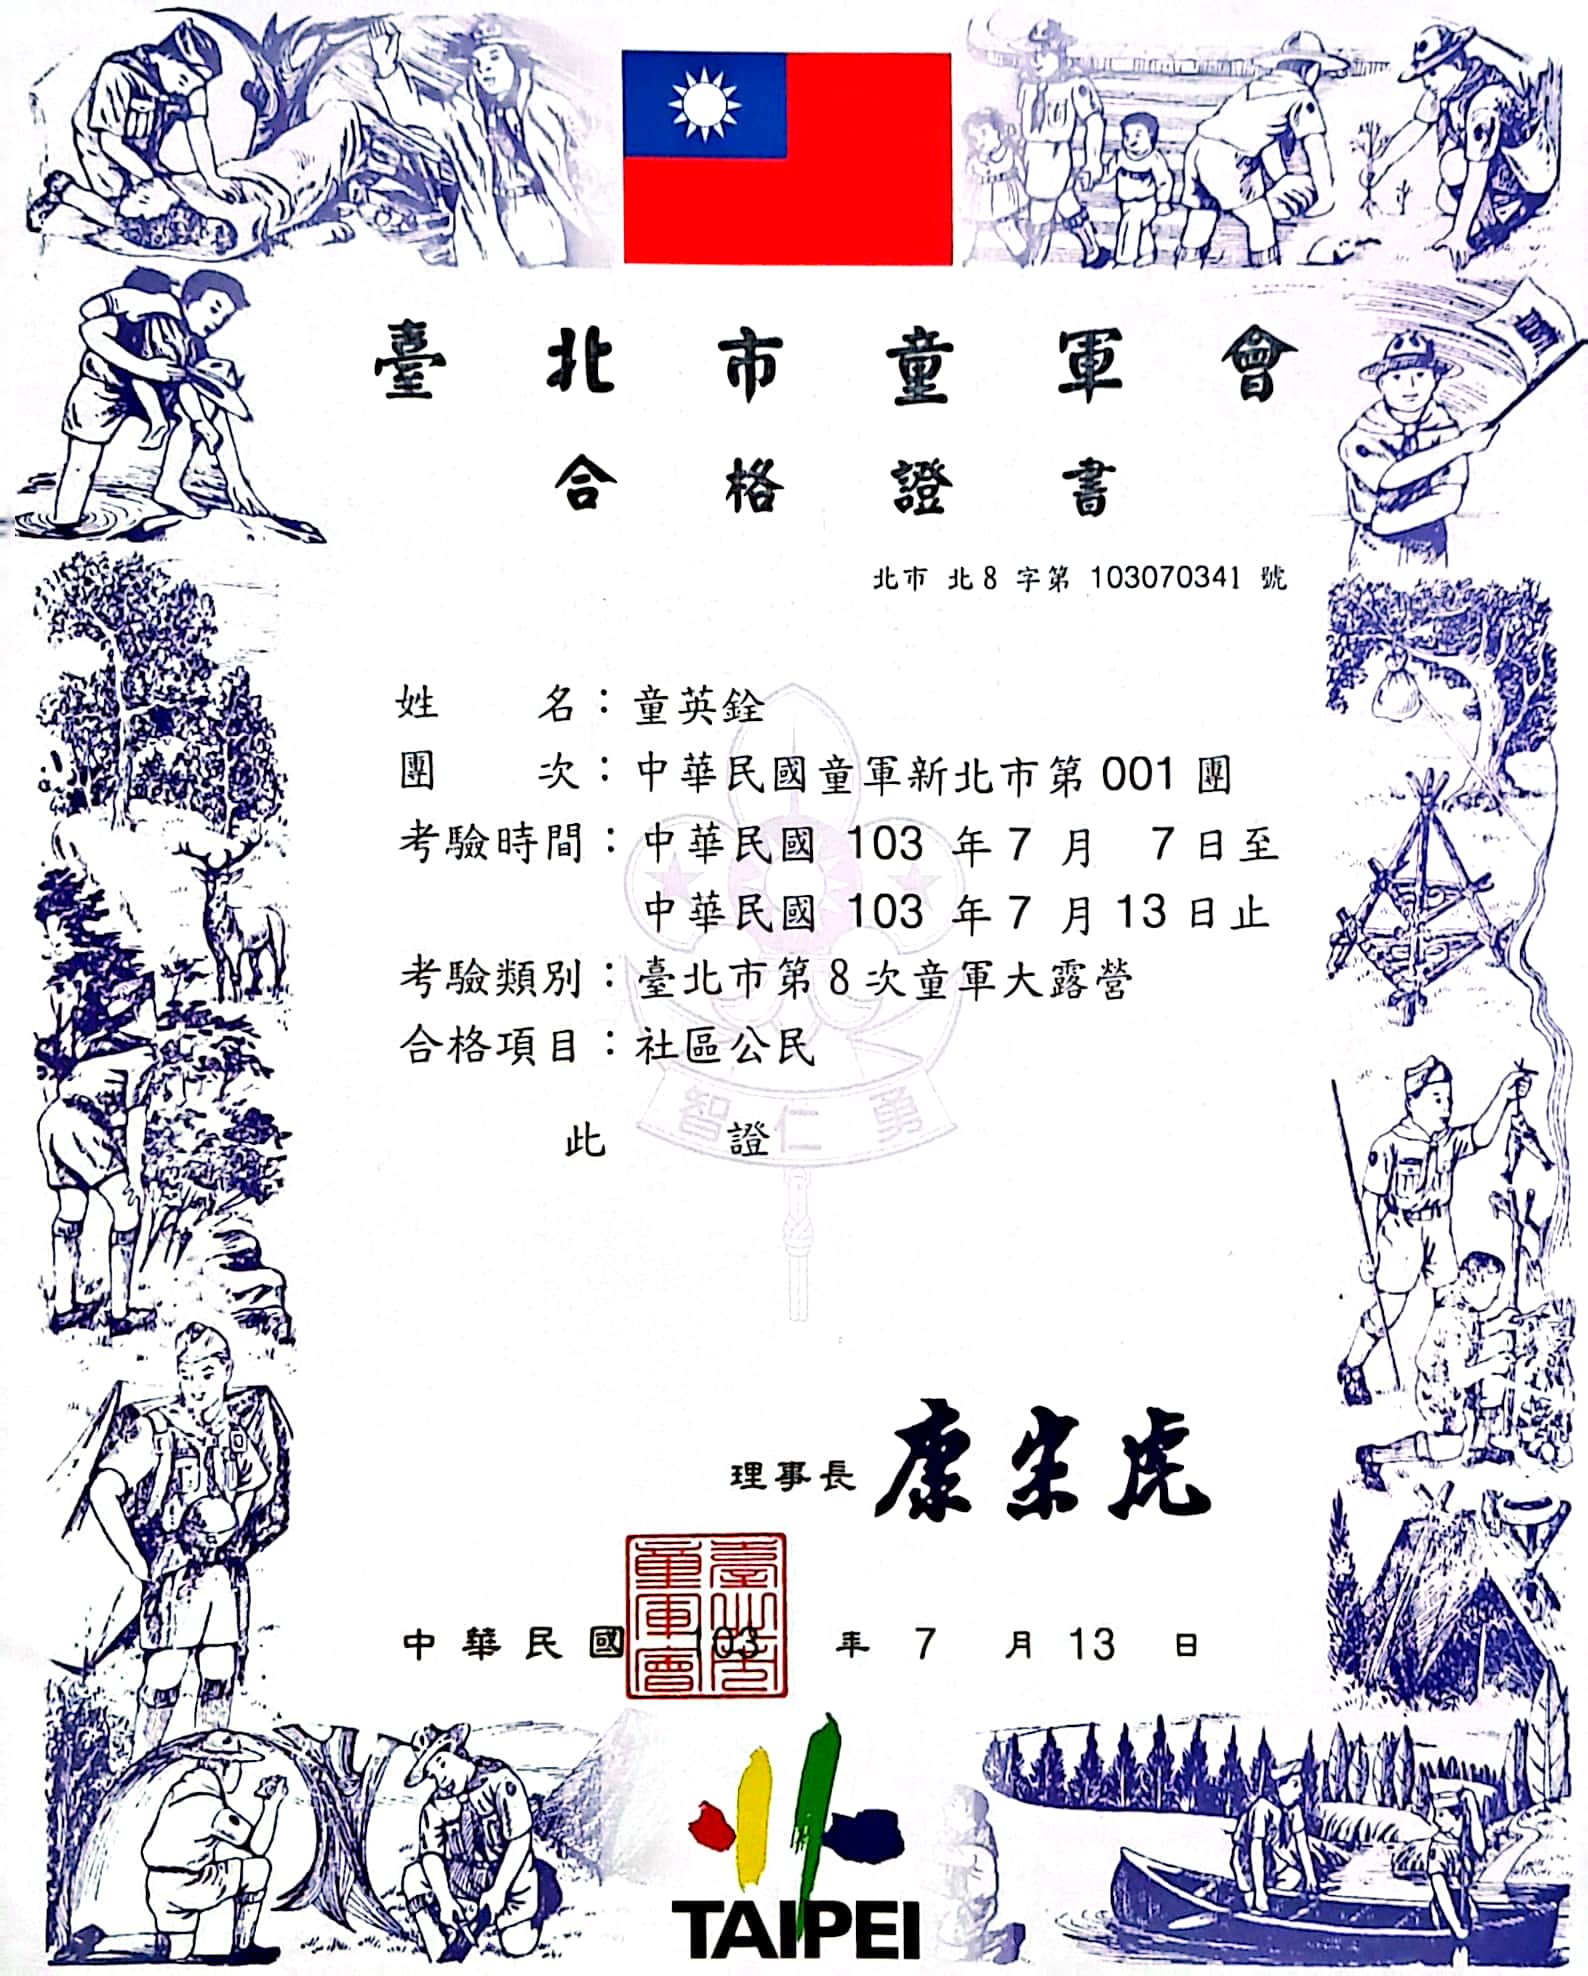 臺北市童軍會
合格證書
北市 北8 字第 103070341 號
姓 名：童英銓
團 次：中華民國童軍新北市第 001 團
考驗時間：中華民國 103 年 7 月 7 日至
中華民國 103 年 7 月 13 日止
考驗類別：臺北市第 8 次童軍大露營
合格項目：社區公民
智仁勇
此 證
理事長 康宗虎
臺北市童軍會
中華民國 103 年 7 月 13 日
TAIPEI